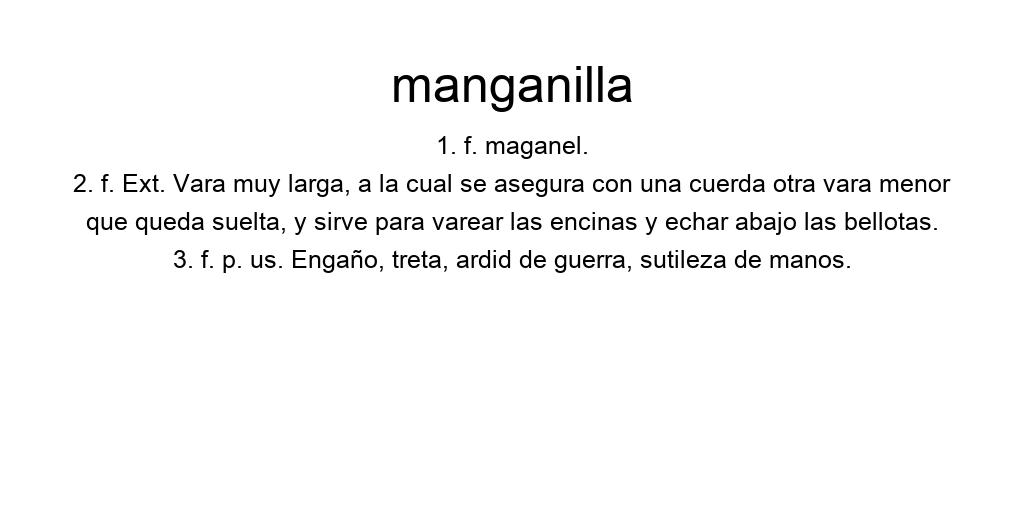 manganilla
1. f. maganel.
2. f. Ext. Vara muy larga, a la cual se asegura con una cuerda otra vara menor
que queda suelta, y sirve para varear las encinas y echar abajo las bellotas.
3. f. p. us. Engaño, treta, ardid de guerra, sutileza de manos.